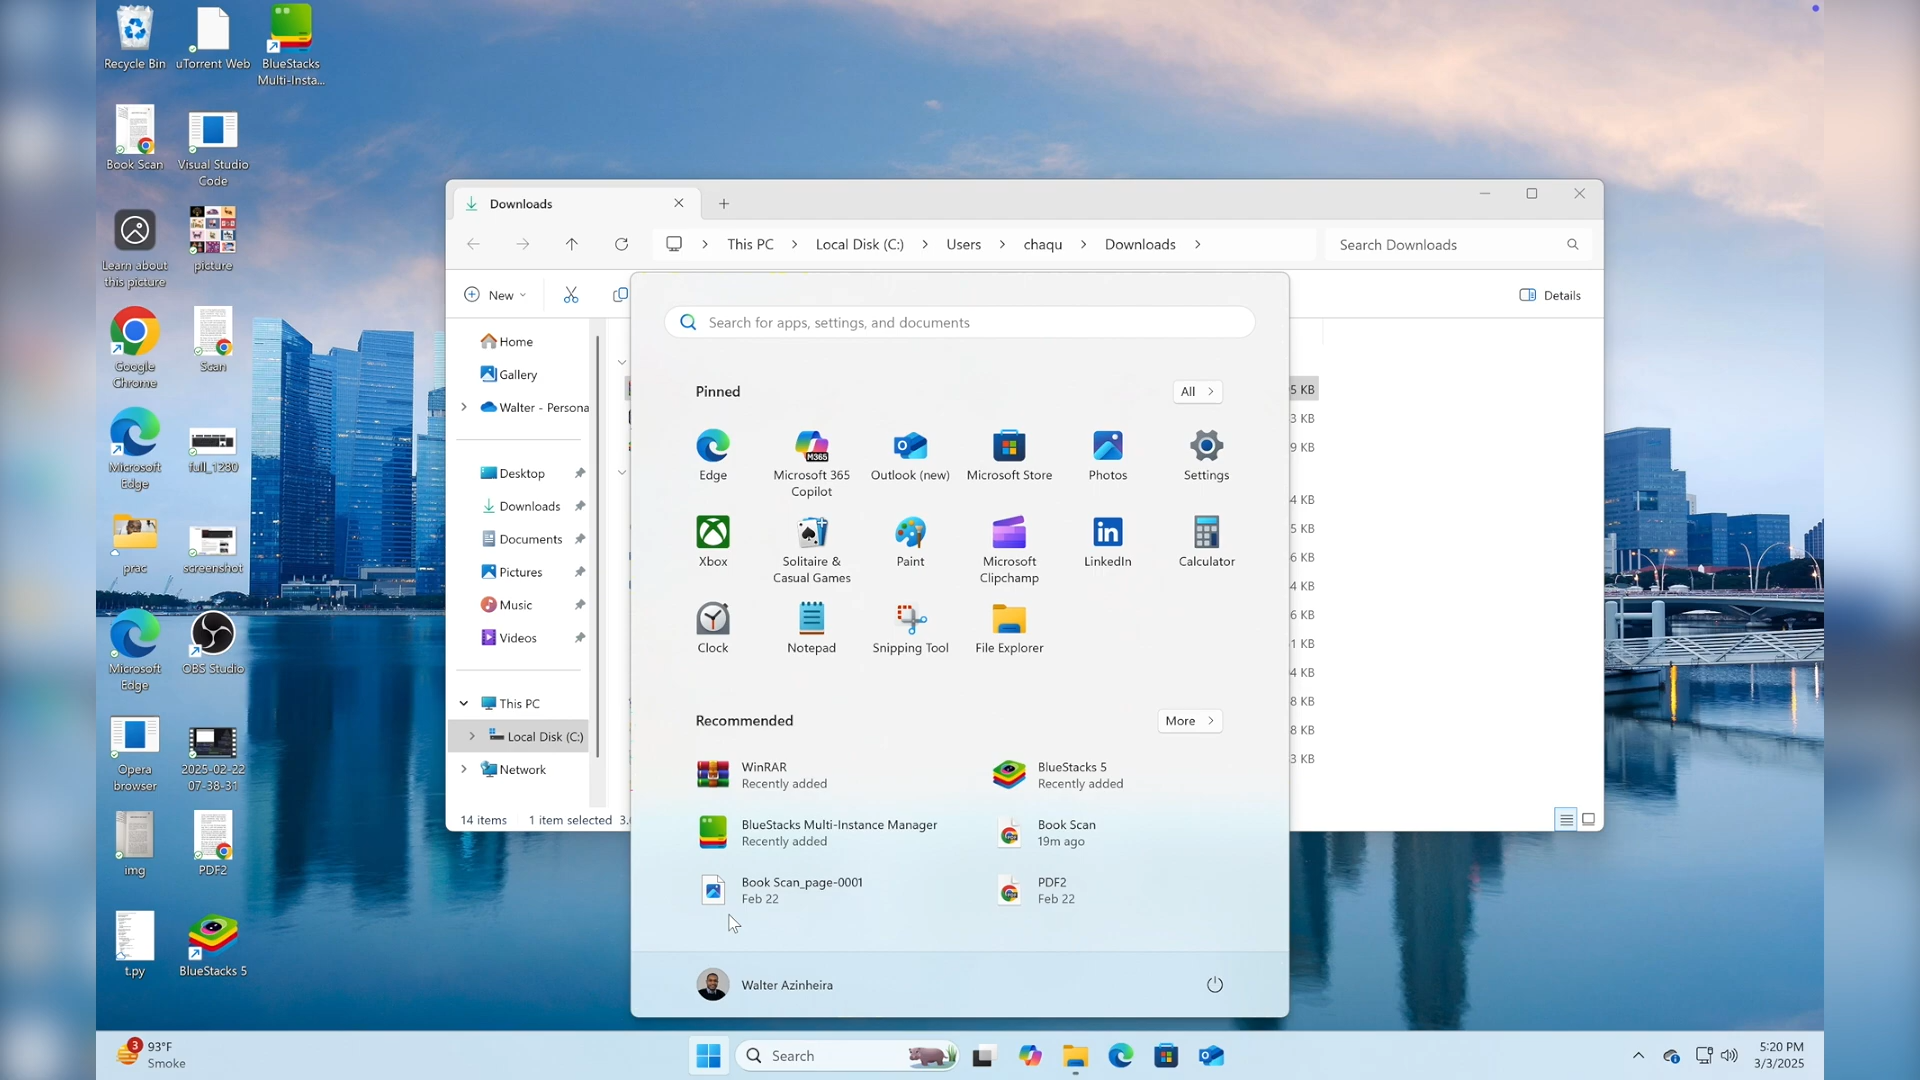 Recycle Bin
uTorrent Web
BlueStacks
Multi-Insta...
Book Scan
Visual Studio
Code
Learn about
this picture
picture
Google
Chrome
Scan
Microsoft
Edge
full_1280
prac
screenshot
Microsoft
Edge
OBS Studio
Opera
browser
2025-02-22
07-38-31
img
PDF2
t.py
BlueStacks 5
Downloads
This PC
Local Disk (C:)
Users
chaqu
Downloads
Search Downloads
New
Details
Home
Gallery
Walter - Persona
Desktop
Downloads
Documents
Pictures
Music
Videos
This PC
Local Disk (C:)
Network
14 items
1 item selected
3.
5 KB
3 KB
9 KB
4 KB
5 KB
6 KB
4 KB
6 KB
1 KB
4 KB
8 KB
8 KB
3 KB
Search for apps, settings, and documents
Pinned
All
Edge
M365
Microsoft 365
Copilot
Outlook (new)
Microsoft Store
Photos
Settings
Xbox
Solitaire &
Casual Games
Paint
Microsoft
Clipchamp
LinkedIn
Calculator
Clock
Notepad
Snipping Tool
File Explorer
Recommended
More
WinRAR
Recently added
BlueStacks 5
Recently added
BlueStacks Multi-Instance Manager
Recently added
Book Scan
19m ago
Book Scan_page-0001
Feb 22
PDF2
Feb 22
Walter Azinheira
3
93°F
Smoke
Search
5:20 PM
3/3/2025